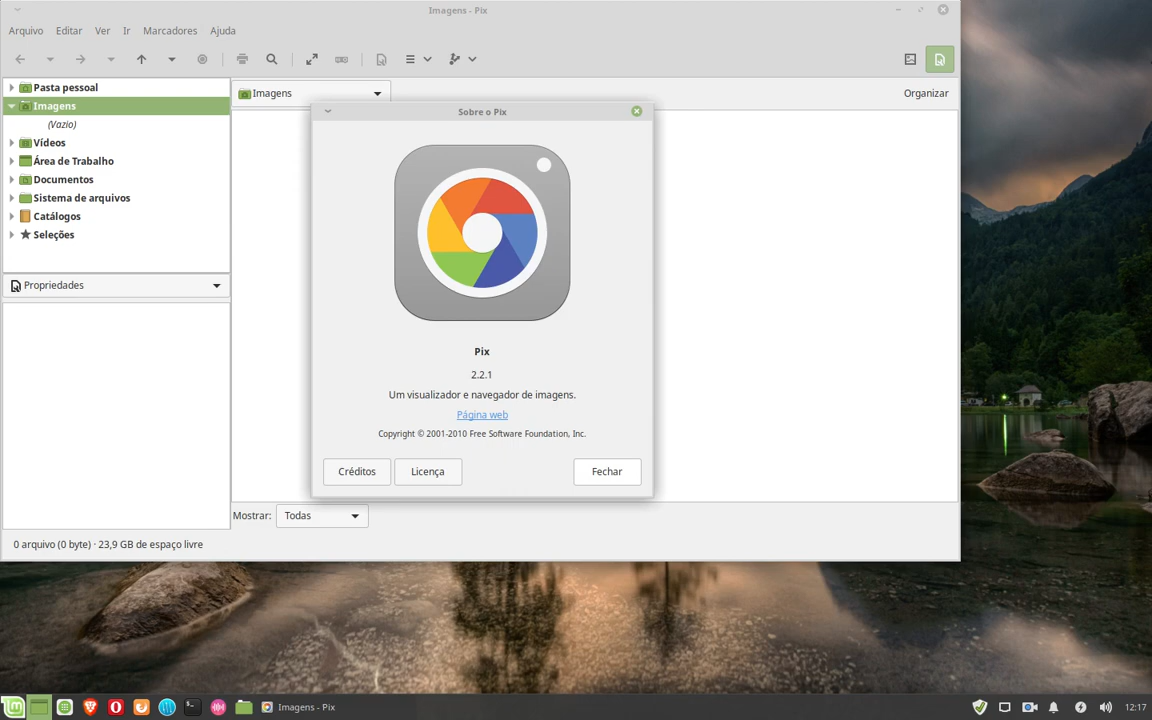 Imagens - Pix
Arquivo Editar Ver Ir Marcadores Ajuda
Pasta pessoal
Imagens
(Vazio)
Vídeos
Área de Trabalho
Documentos
Sistema de arquivos
Catálogos
Seleções
Propriedades
Imagens
Organizar
Sobre o Pix
Pix
2.2.1
Um visualizador e navegador de imagens.
Página web
Copyright © 2001-2010 Free Software Foundation, Inc.
Créditos Licença Fechar
Mostrar: Todas
0 arquivo (0 byte) · 23,9 GB de espaço livre
Imagens - Pix
12:17